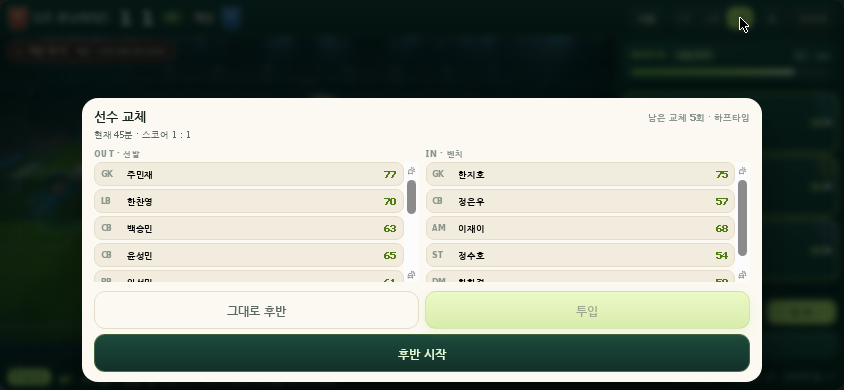 1 1
선수 교체
남은 교체 5회 · 하프타임
현재 45분 · 스코어 1 : 1
OUT · 선발
IN · 벤치
GK 주민재 77
GK 한지호 75
LB 한찬영 70
CB 정은우 57
CB 백승민 63
AM 이재이 68
CB 윤성민 65
ST 정수호 54
그대로 후반
투입
후반 시작